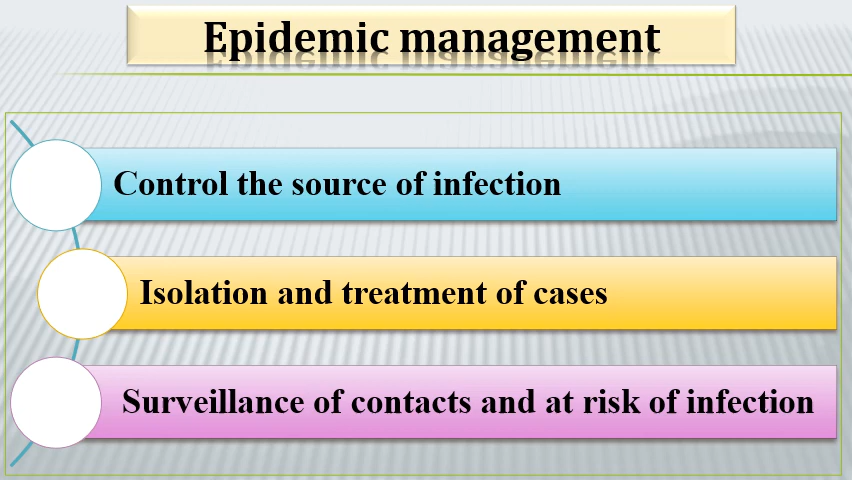 Epidemic management
Control the source of infection
Isolation and treatment of cases
Surveillance of contacts and at risk of infection